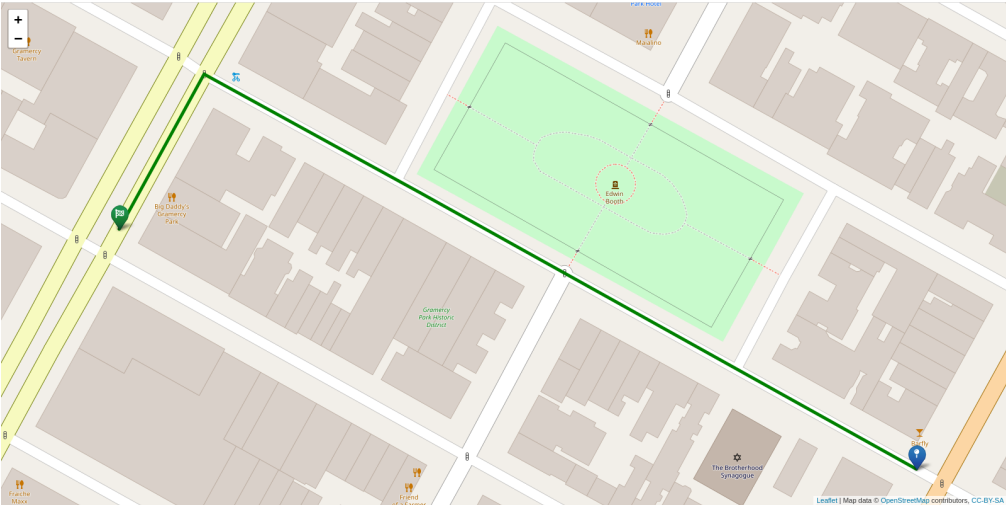 Park Hotel
+
−
Gramercy
Tavern
Maialino
Big Daddy's
Gramercy
Park
Edwin
Booth
Gramercy
Park Historic
District
Barfly
The Brotherhood
Synagogue
Fraiche
Maxx
Friend
Leaflet | Map data © OpenStreetMap contributors, CC-BY-SA